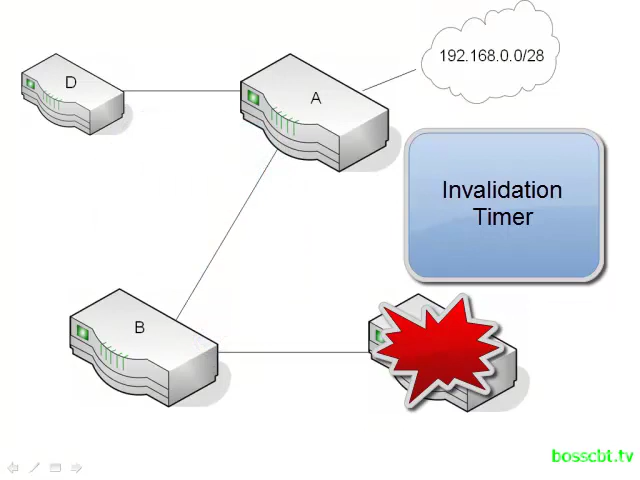 192.168.0.0/28
D
A
Invalidation
Timer
B
bosscbt.tv